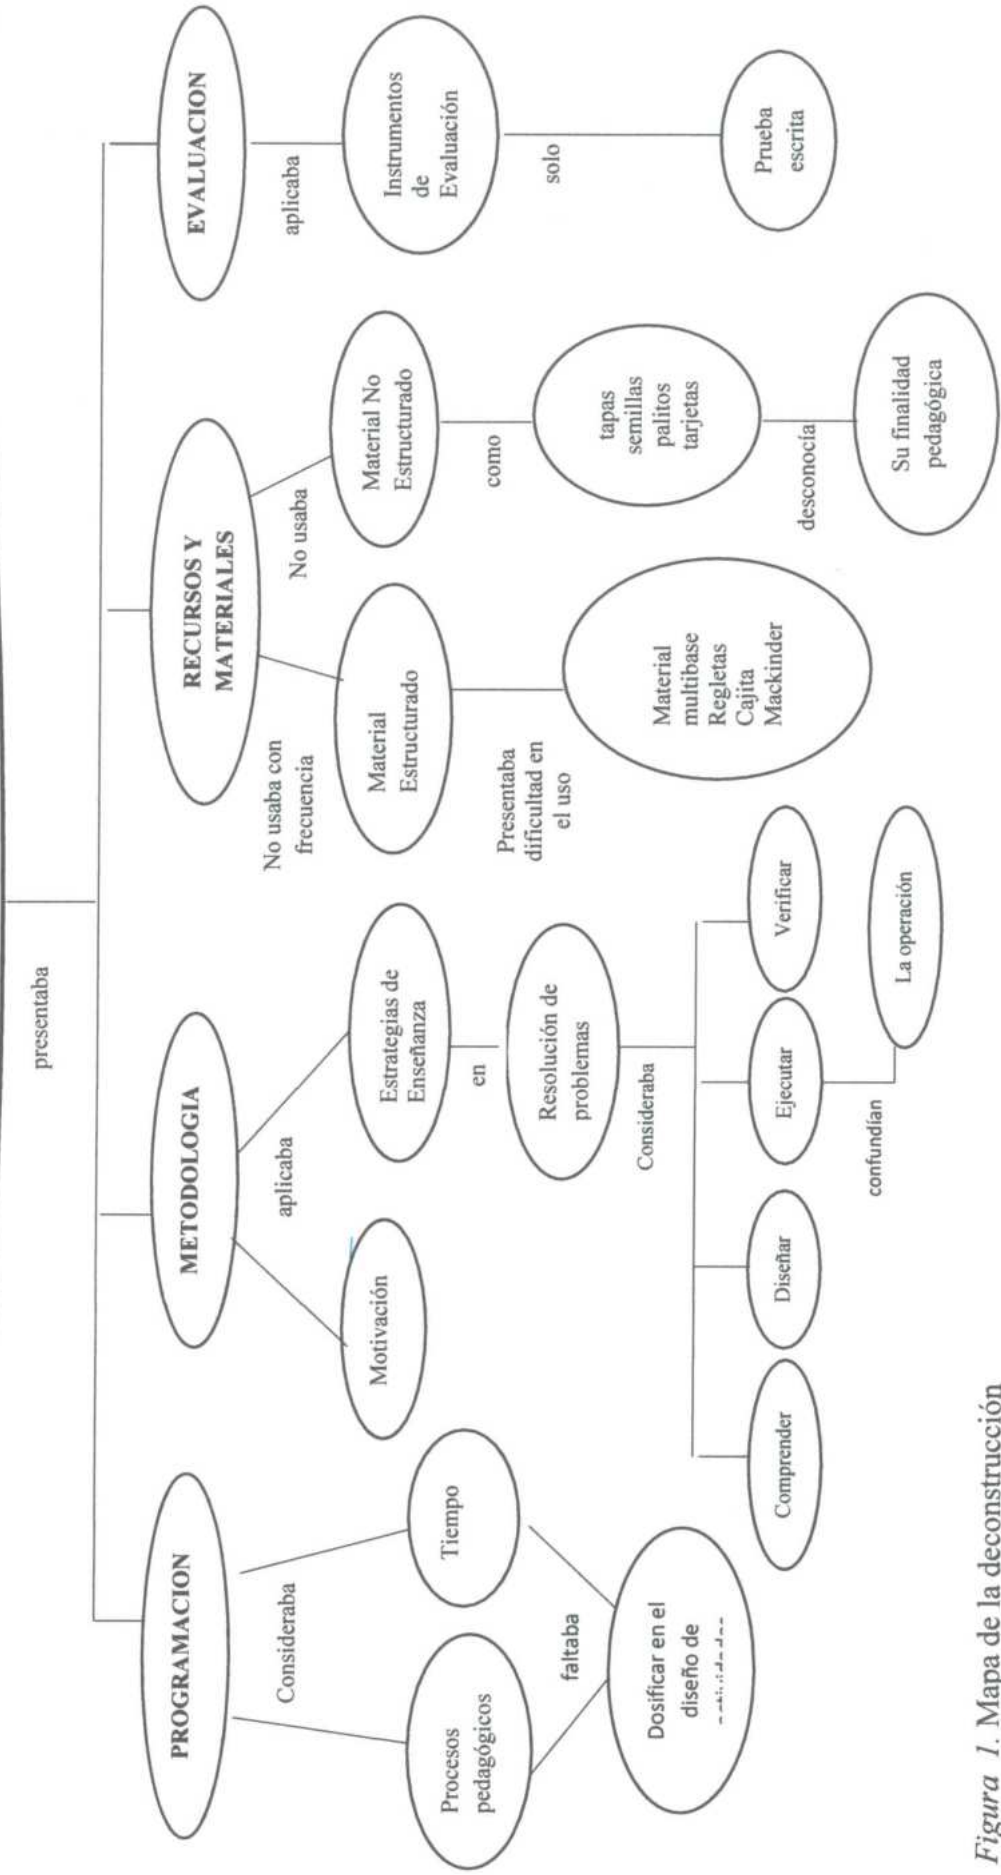 presentaba
PROGRAMACION
METODOLOGIA
RECURSOS Y
MATERIALES
EVALUACION
Consideraba
Procesos
pedagógicos
Tiempo
faltaba
Dosificar en el
diseño de
aplicaba
Motivación
Estrategias de
Enseñanza
en
Resolución de
problemas
Consideraba
Comprender
Diseñar
Ejecutar
Verificar
confundían
La operación
No usaba con
frecuencia
No usaba
Material
Estructurado
Material No
Estructurado
Presentaba
dificultad en
el uso
Material
multibase
Regletas
Cajita
Mackinder
como
tapas
semillas
palitos
tarjetas
desconocía
Su finalidad
pedagógica
aplicaba
Instrumentos
de
Evaluación
solo
Prueba
escrita
Figura 1. Mapa de la deconstrucción